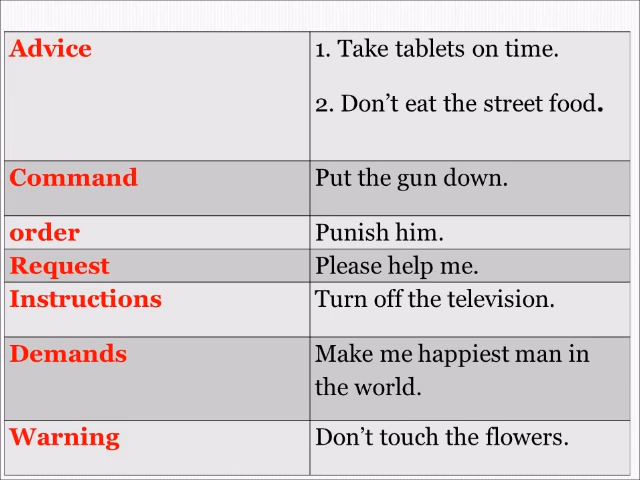 Advice
1. Take tablets on time.
2. Don't eat the street food.
Command
Put the gun down.
order
Punish him.
Request
Please help me.
Instructions
Turn off the television.
Demands
Make me happiest man in
the world.
Warning
Don't touch the flowers.